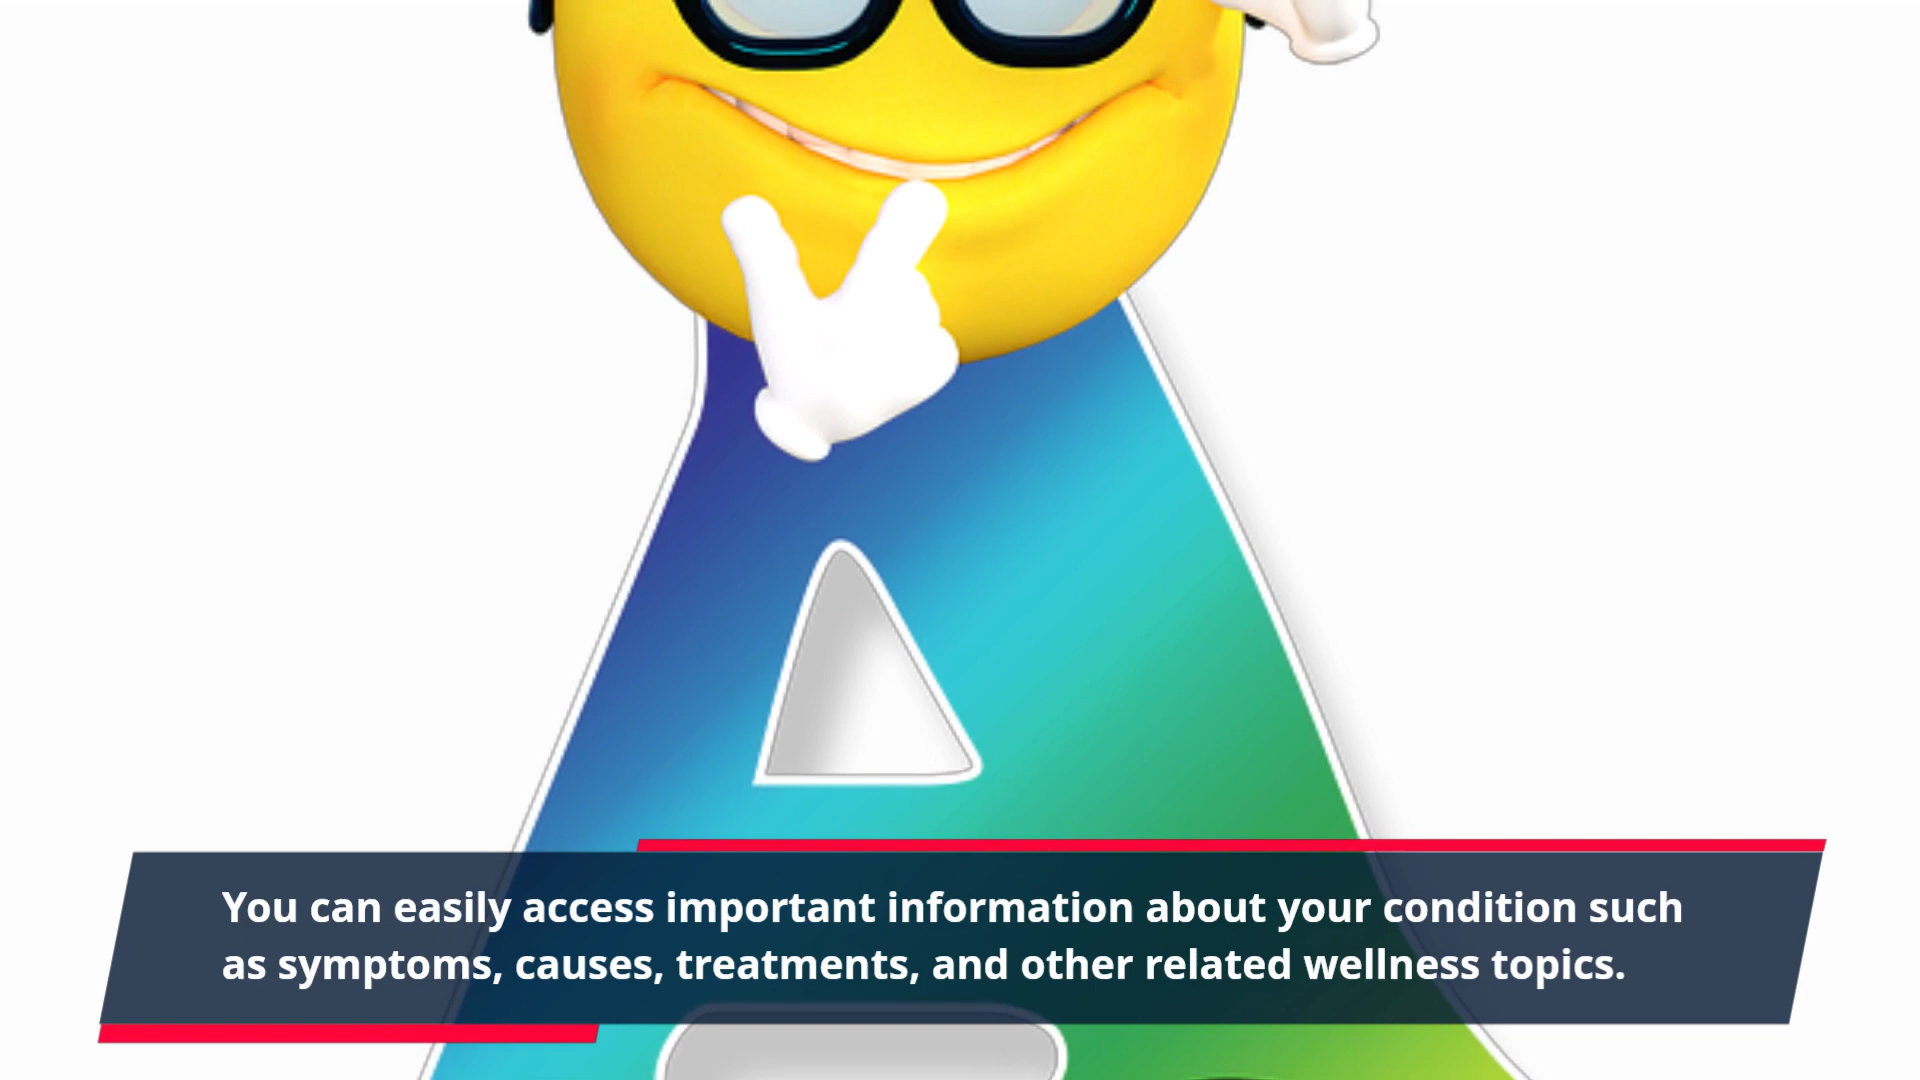 You can easily access important information about your condition such
as symptoms, causes, treatments, and other related wellness topics.